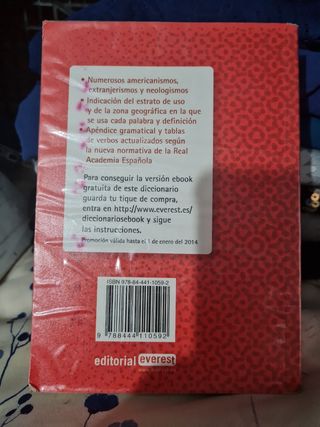 • Numerosos americanismos,
extranjerismos y neologismos
• Indicación del estrato de uso
y de la zona geográfica en la que
se usa cada palabra y definición
• Apéndice gramatical y tablas
de verbos actualizados según
la nueva normativa de la Real
Academia Española
Para conseguir la versión ebook
gratuita de este diccionario
guarda tu tique de compra,
entra en http://www.everest.es/
diccionariosebook y sigue
las instrucciones.
Promoción válida hasta el 1 de enero del 2014
ISBN 978-84-441-1059-2
9 788444 110592
editorial everest